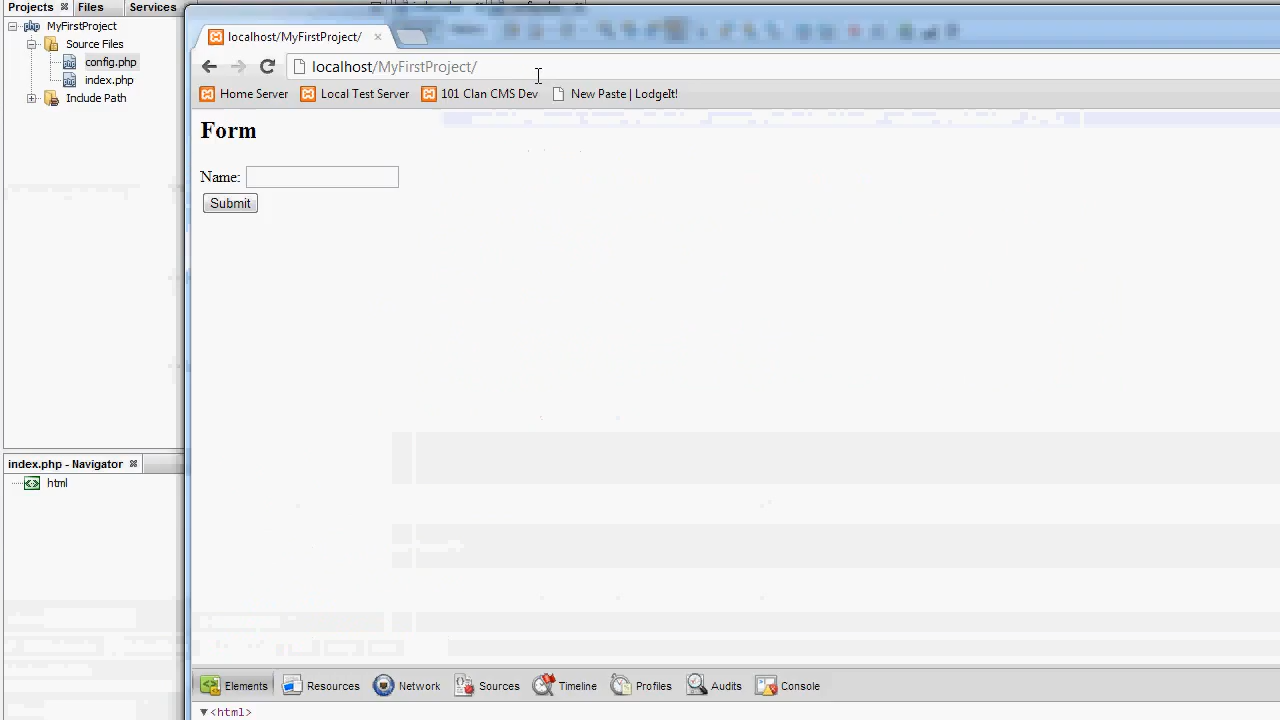 Projects Files Services
MyFirstProject
Source Files
config.php
index.php
Include Path
localhost/MyFirstProject/
localhost/MyFirstProject/
Home Server Local Test Server 101 Clan CMS Dev New Paste | LodgeIt!
Form
Name:
Submit
index.php - Navigator
html
Elements Resources Network Sources Timeline Profiles Audits Console
▼<html>